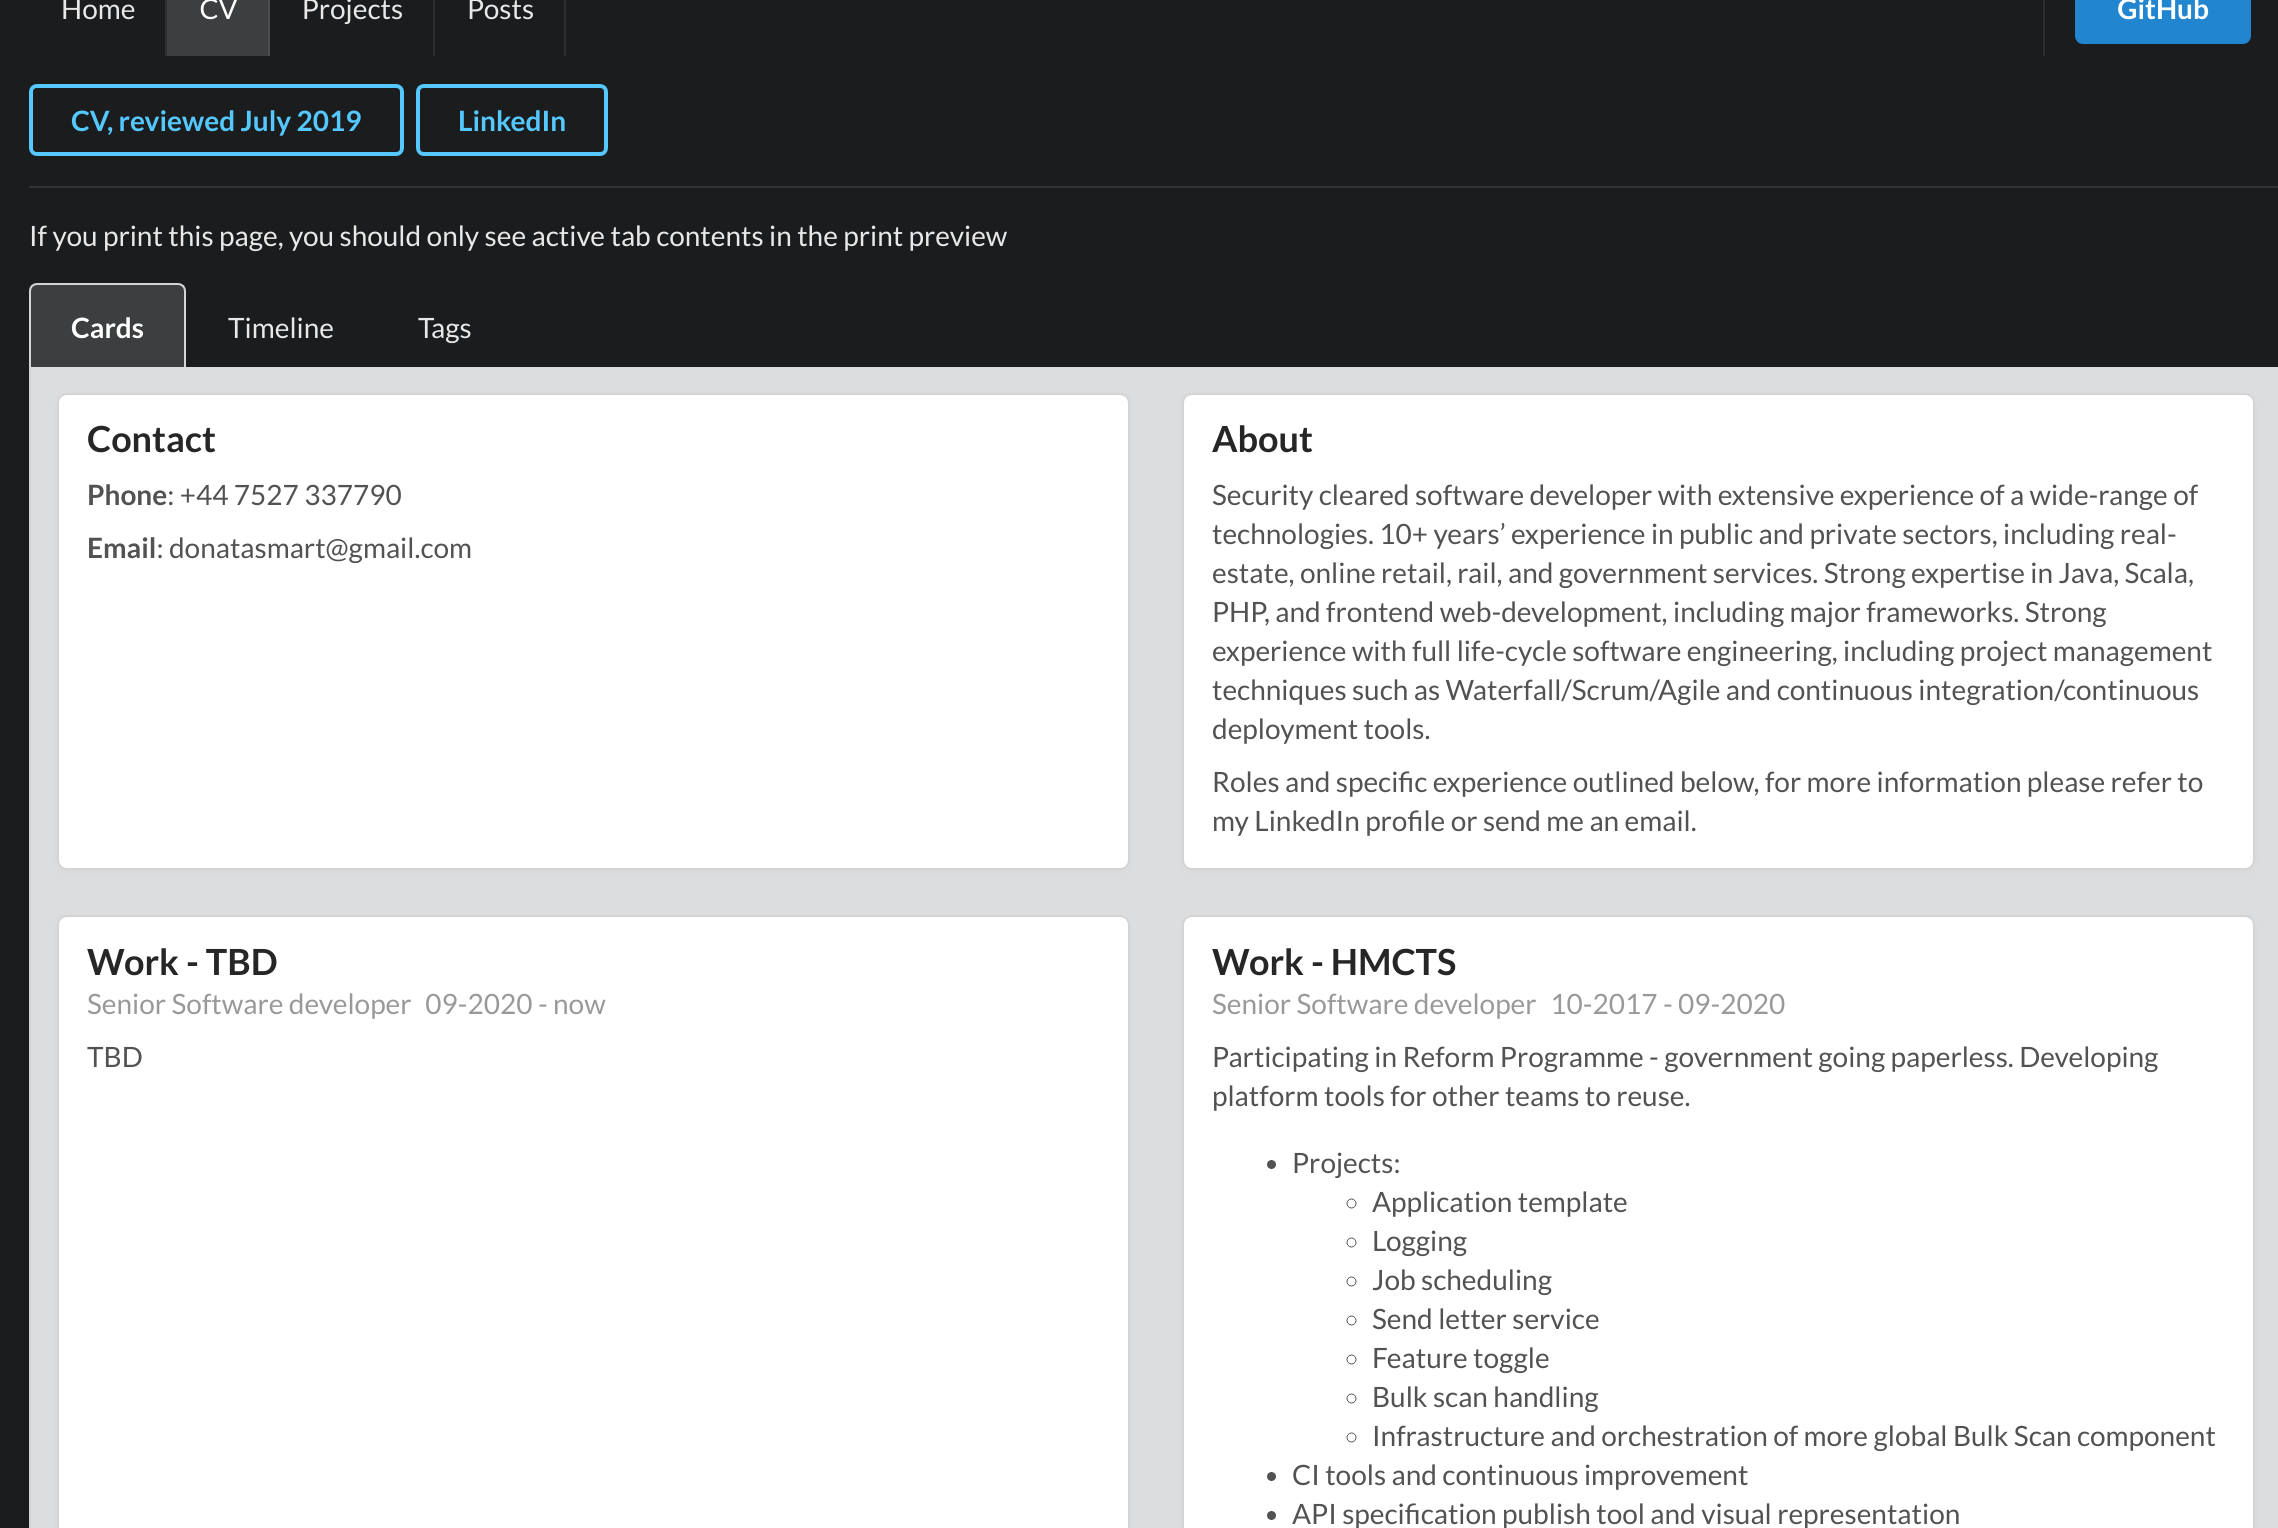 Home
CV
Projects
Posts
GitHub
CV, reviewed July 2019
LinkedIn
If you print this page, you should only see active tab contents in the print preview
Cards
Timeline
Tags
Contact
Phone: +44 7527 337790
Email: donatasmart@gmail.com
About
Security cleared software developer with extensive experience of a wide-range of
technologies. 10+ years’ experience in public and private sectors, including real-
estate, online retail, rail, and government services. Strong expertise in Java, Scala,
PHP, and frontend web-development, including major frameworks. Strong
experience with full life-cycle software engineering, including project management
techniques such as Waterfall/Scrum/Agile and continuous integration/continuous
deployment tools.
Roles and specific experience outlined below, for more information please refer to
my LinkedIn profile or send me an email.
Work - TBD
Senior Software developer 09-2020 - now
TBD
Work - HMCTS
Senior Software developer 10-2017 - 09-2020
Participating in Reform Programme - government going paperless. Developing
platform tools for other teams to reuse.
• Projects:
◦ Application template
◦ Logging
◦ Job scheduling
◦ Send letter service
◦ Feature toggle
◦ Bulk scan handling
◦ Infrastructure and orchestration of more global Bulk Scan component
• CI tools and continuous improvement
• API specification publish tool and visual representation